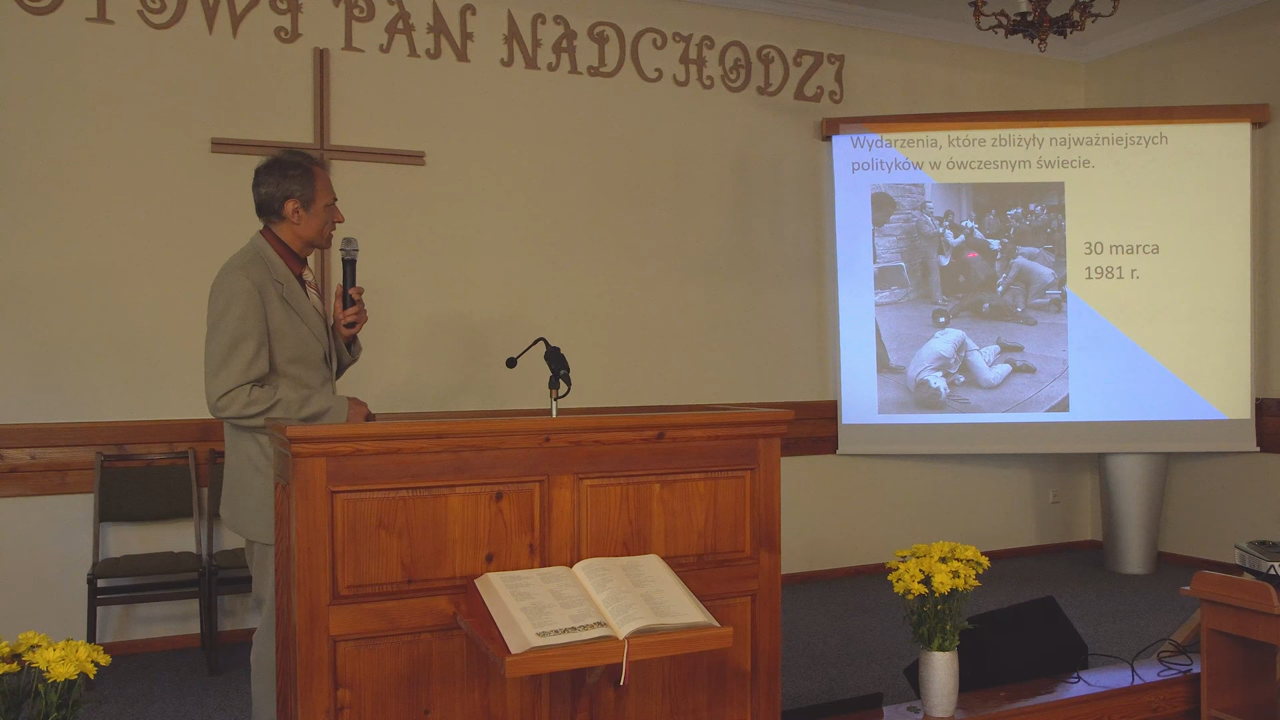 PAN NADCHODZI
Wydarzenia, które zbliżyły najważniejszych
polityków w ówczesnym świecie.
30 marca
1981 r.